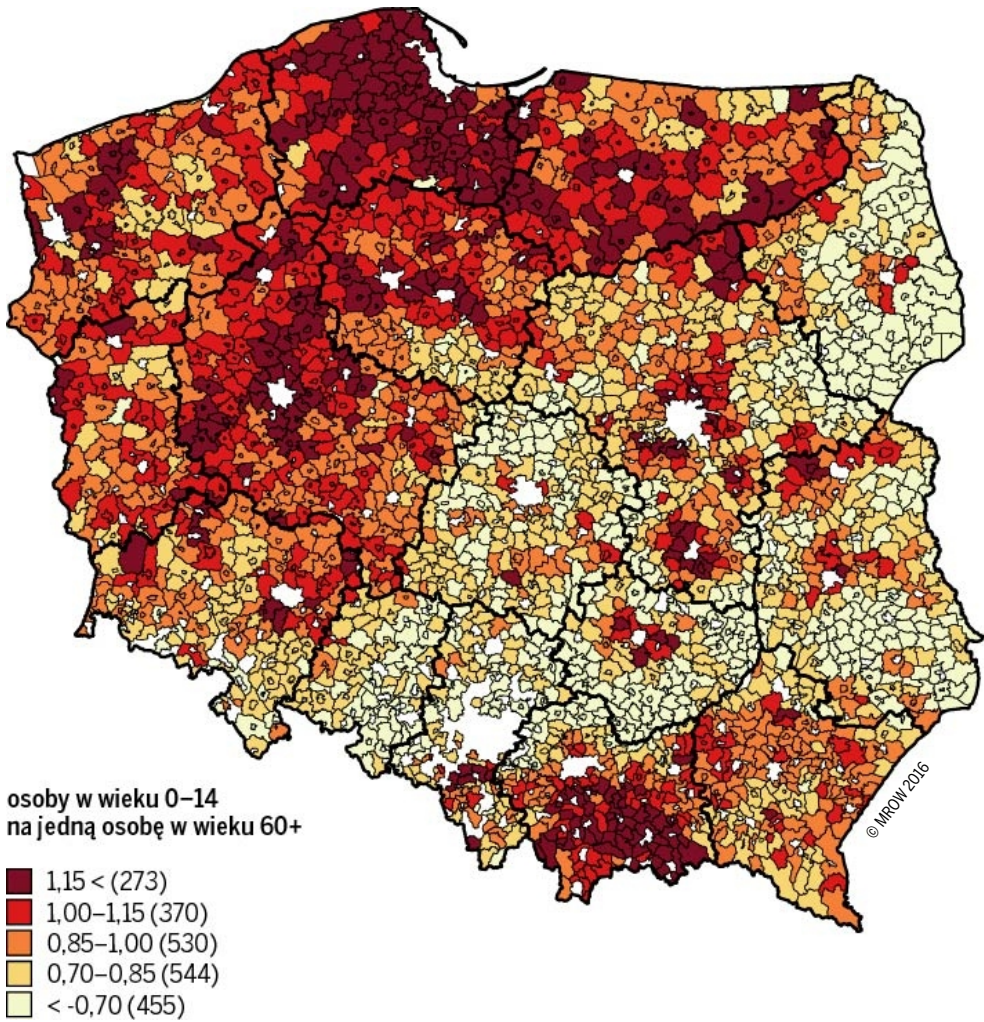 osoby w wieku 0–14
na jedną osobę w wieku 60+
1,15 < (273)
1,00–1,15 (370)
0,85–1,00 (530)
0,70–0,85 (544)
< -0,70 (455)
© MROW 2016